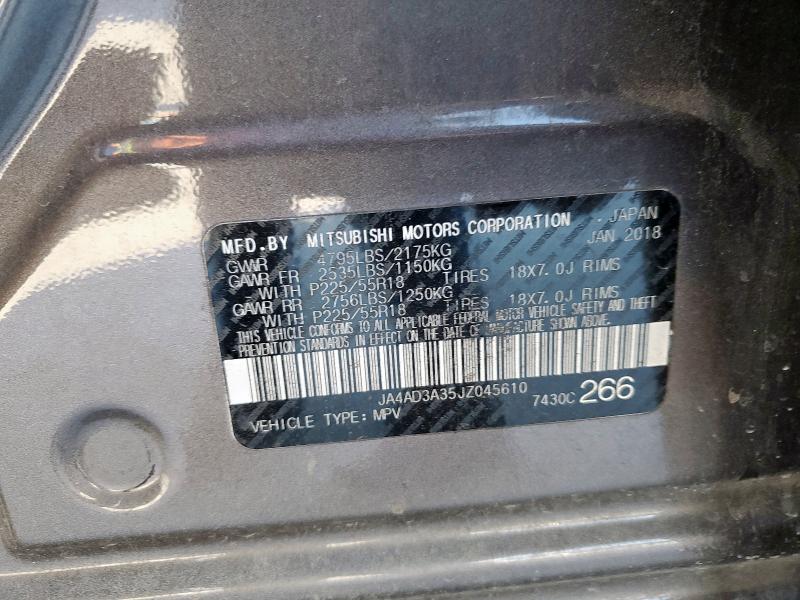 MFD.BY MITSUBISHI MOTORS CORPORATION . JAPAN
GVWR 4795LBS/2175KG JAN 2018
GAWR FR 2535LBS/1150KG
WITH P225/55R18 TIRES 18X7.0J RIMS
GAWR RR 2756LBS/1250KG
WITH P225/55R18 TIRES 18X7.0J RIMS
THIS VEHICLE CONFORMS TO ALL APPLICABLE FEDERAL MOTOR VEHICLE SAFETY AND THEFT
PREVENTION STANDARDS IN EFFECT ON THE DATE OF MANUFACTURE SHOWN ABOVE.
JA4AD3A35JZ045610
VEHICLE TYPE: MPV 7430C 266